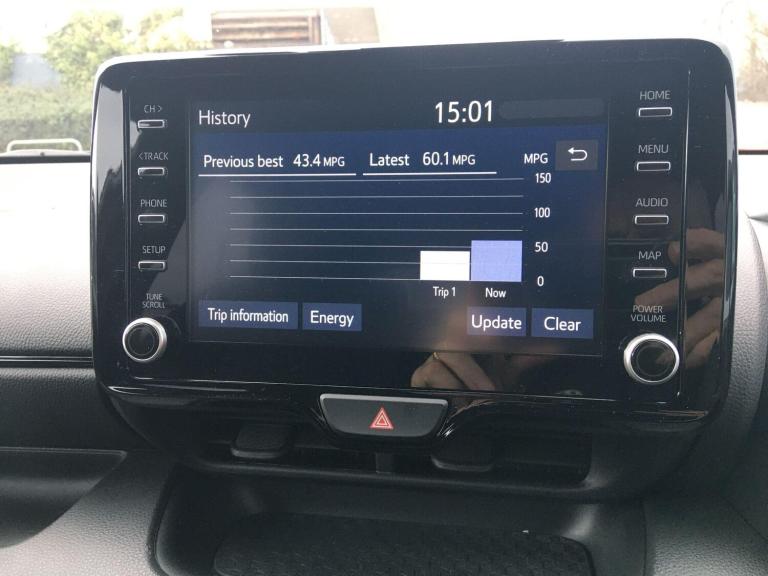 History 15:01
Previous best 43.4 MPG Latest 60.1 MPG MPG
150
100
50
0
Trip 1 Now
Trip information Energy Update Clear
CH >
< TRACK
PHONE
SETUP
TUNE
SCROLL
HOME
MENU
AUDIO
MAP
POWER
VOLUME